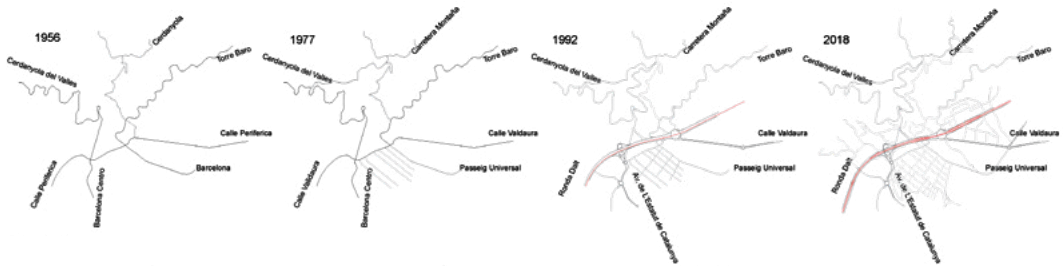 1956
Cerdanyola
Cerdanyola del Valles
Torre Baro
Calle Periferica
Barcelona
Calle Periferica
Barcelona Centro
1977
Carretera Montaña
Cerdanyola del Valles
Torre Baro
Calle Valdaura
Passeig Universal
Calle Valdaura
Barcelona Centro
1992
Carretera Montaña
Cerdanyola del Valles
Torre Baro
Calle Valdaura
Passeig Universal
Ronda Dalt
Av. de L'Estatut de Catalunya
2018
Carretera Montaña
Cerdanyola del Valles
Torre Baro
Calle Valdaura
Passeig Universal
Ronda Dalt
Av. de L'Estatut de Catalunya